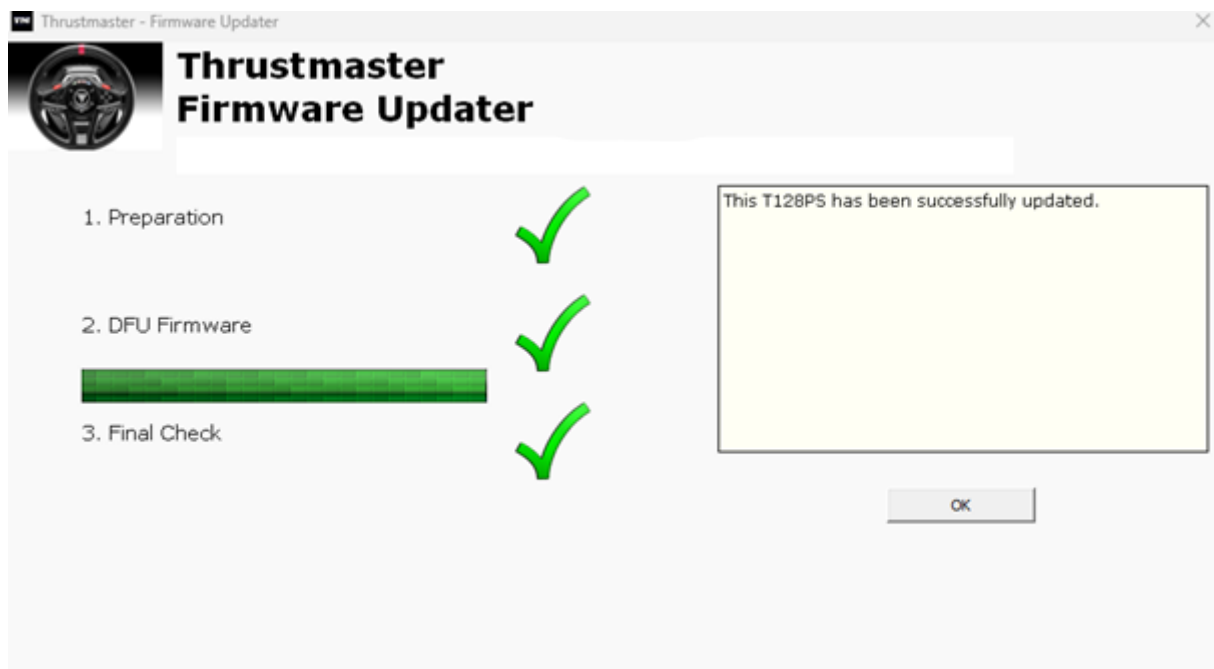 Thrustmaster - Firmware Updater
Thrustmaster
Firmware Updater
1. Preparation
2. DFU Firmware
3. Final Check
This T128PS has been successfully updated.
OK